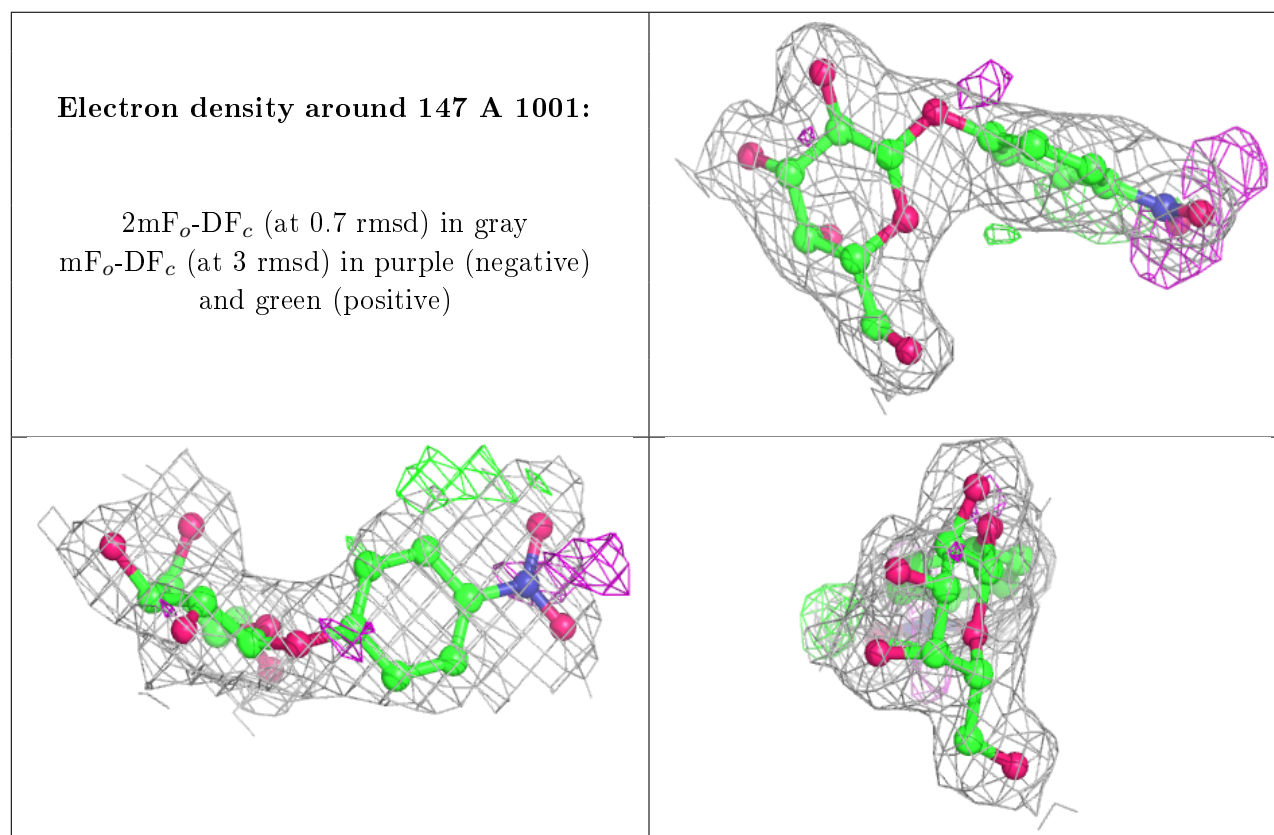 Electron density around 147 A 1001:
2mFo-DFc (at 0.7 rmsd) in gray
mFo-DFc (at 3 rmsd) in purple (negative)
and green (positive)